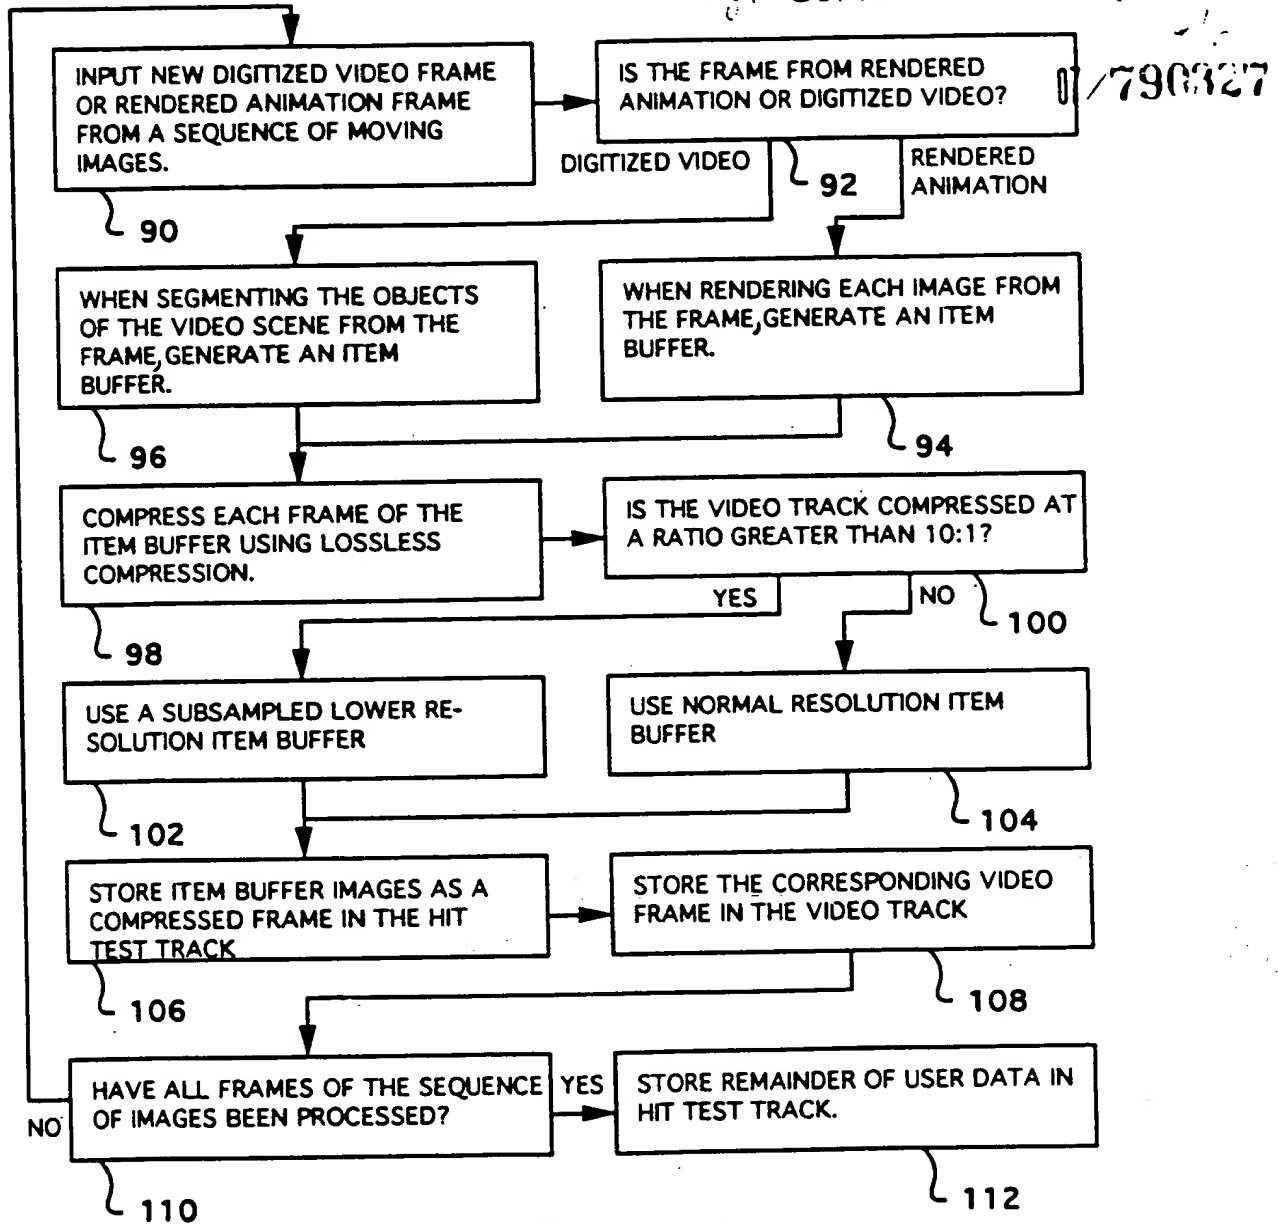 INPUT NEW DIGITIZED VIDEO FRAME
OR RENDERED ANIMATION FRAME
FROM A SEQUENCE OF MOVING
IMAGES.
90
IS THE FRAME FROM RENDERED
ANIMATION OR DIGITIZED VIDEO?
/790327
DIGITIZED VIDEO
92
RENDERED
ANIMATION
WHEN SEGMENTING THE OBJECTS
OF THE VIDEO SCENE FROM THE
FRAME, GENERATE AN ITEM
BUFFER.
96
WHEN RENDERING EACH IMAGE FROM
THE FRAME, GENERATE AN ITEM
BUFFER.
94
COMPRESS EACH FRAME OF THE
ITEM BUFFER USING LOSSLESS
COMPRESSION.
98
IS THE VIDEO TRACK COMPRESSED AT
A RATIO GREATER THAN 10:1?
YES
NO
100
USE A SUBSAMPLED LOWER RE-
SOLUTION ITEM BUFFER
102
USE NORMAL RESOLUTION ITEM
BUFFER
104
STORE ITEM BUFFER IMAGES AS A
COMPRESSED FRAME IN THE HIT
TEST TRACK
106
STORE THE CORRESPONDING VIDEO
FRAME IN THE VIDEO TRACK
108
HAVE ALL FRAMES OF THE SEQUENCE
OF IMAGES BEEN PROCESSED?
NO
YES
110
STORE REMAINDER OF USER DATA IN
HIT TEST TRACK.
112